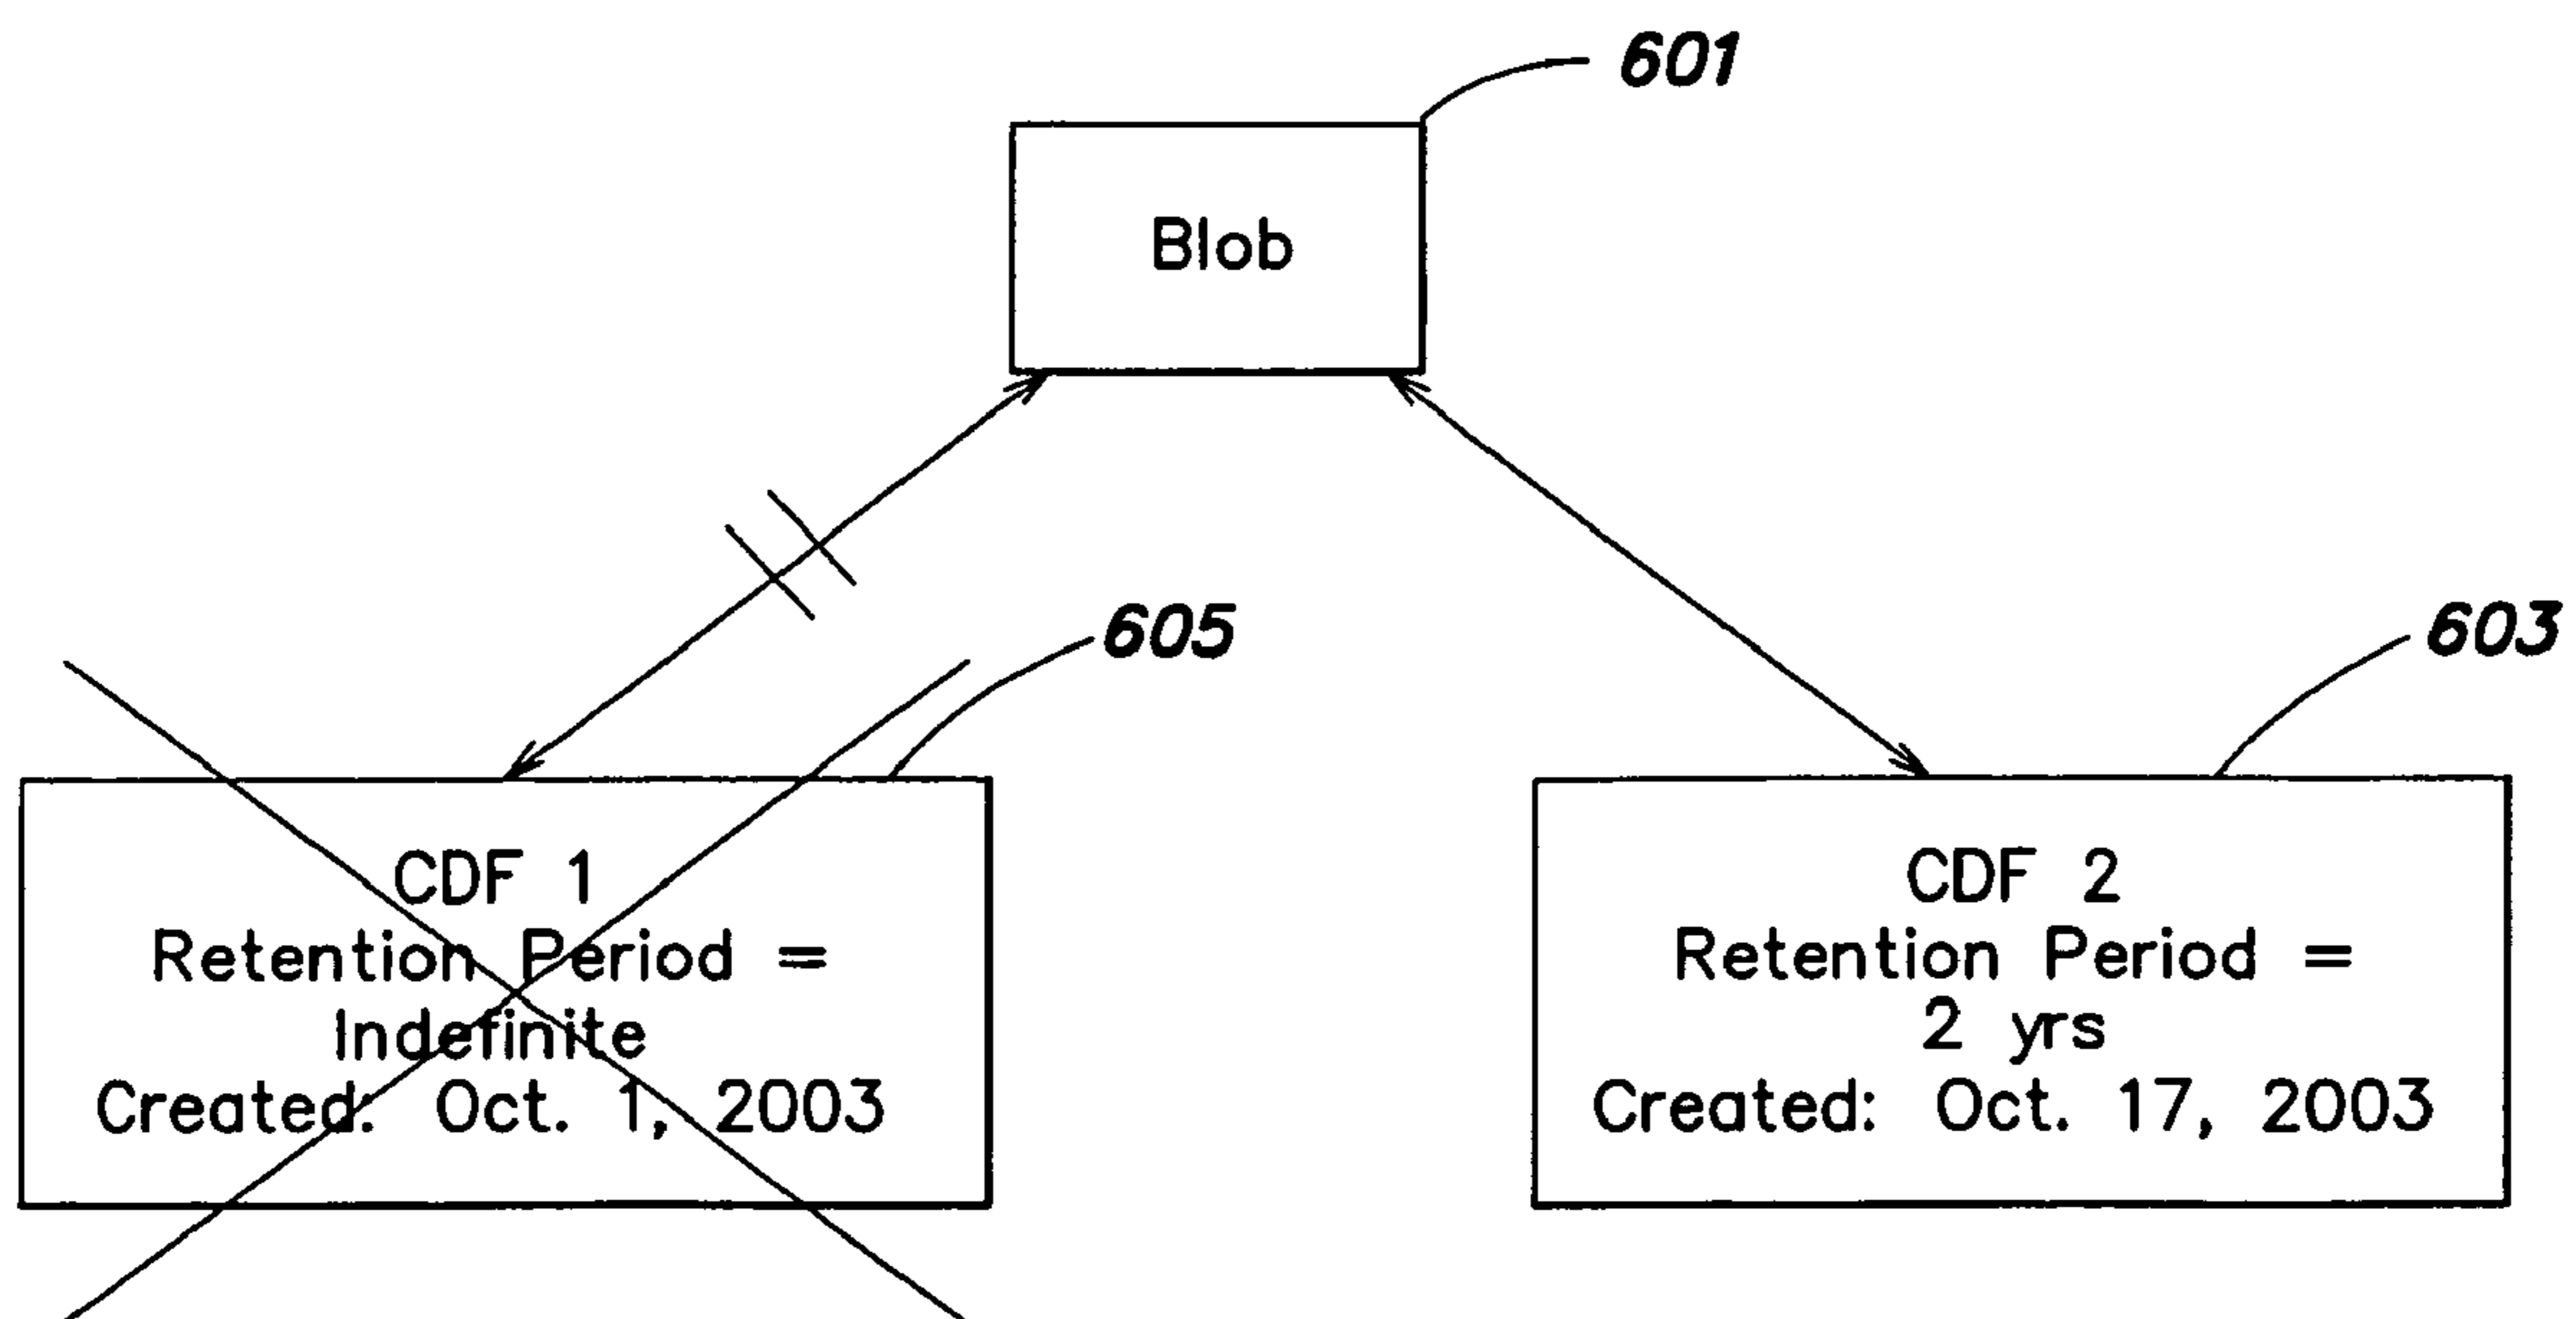 601
Blob
605
603
CDF 1
Retention Period =
Indefinite
Created: Oct. 1, 2003
CDF 2
Retention Period =
2 yrs
Created: Oct. 17, 2003